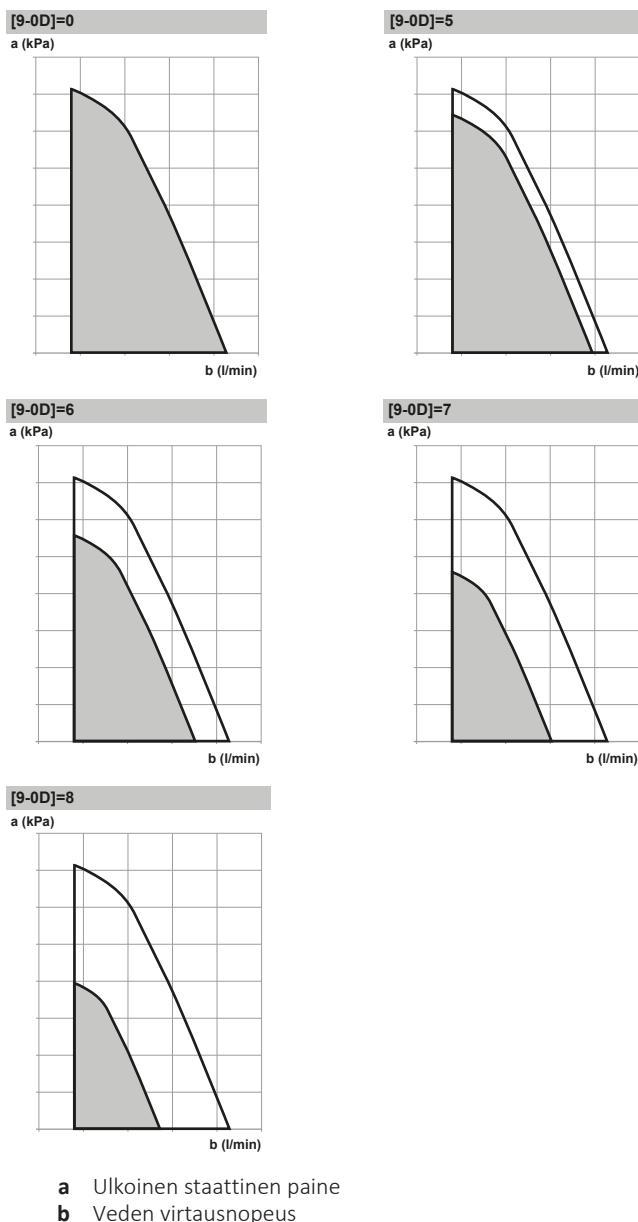 [9-0D]=0
a (kPa)
b (l/min)
[9-0D]=5
a (kPa)
b (l/min)
[9-0D]=6
a (kPa)
b (l/min)
[9-0D]=7
a (kPa)
b (l/min)
[9-0D]=8
a (kPa)
b (l/min)
a Ulkoinen staattinen paine
b Veden virtausnopeus